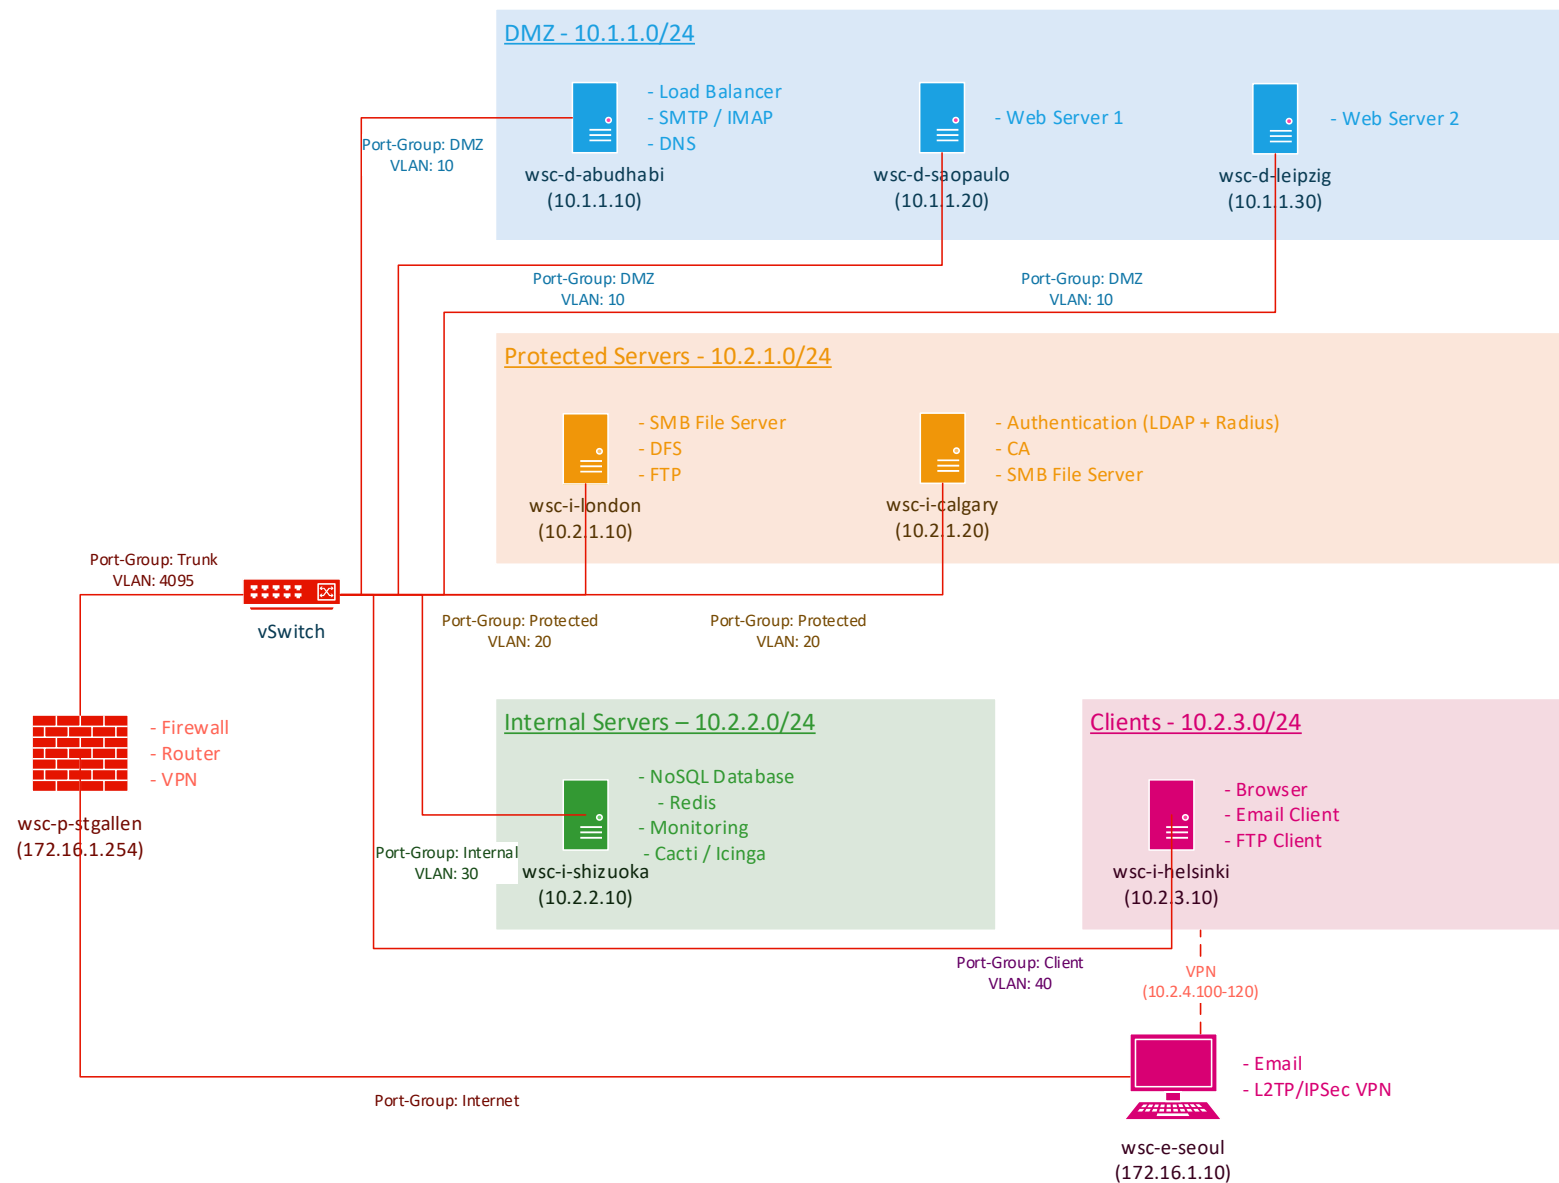 DMZ - 10.1.1.0/24
- Load Balancer
- SMTP / IMAP
- DNS
wsc-d-abudhabi
(10.1.1.10)
- Web Server 1
wsc-d-saopaulo
(10.1.1.20)
- Web Server 2
wsc-d-leipzig
(10.1.1.30)
Port-Group: DMZ
VLAN: 10
Port-Group: DMZ
VLAN: 10
Port-Group: DMZ
VLAN: 10
Protected Servers - 10.2.1.0/24
- SMB File Server
- DFS
- FTP
wsc-i-london
(10.2.1.10)
- Authentication (LDAP + Radius)
- CA
- SMB File Server
wsc-i-calgary
(10.2.1.20)
Port-Group: Trunk
VLAN: 4095
vSwitch
Port-Group: Protected
VLAN: 20
Port-Group: Protected
VLAN: 20
- Firewall
- Router
- VPN
wsc-p-stgallen
(172.16.1.254)
Internal Servers – 10.2.2.0/24
- NoSQL Database
- Redis
- Monitoring
- Cacti / Icinga
wsc-i-shizuoka
(10.2.2.10)
Port-Group: Internal
VLAN: 30
Clients - 10.2.3.0/24
- Browser
- Email Client
- FTP Client
wsc-i-helsinki
(10.2.3.10)
Port-Group: Client
VLAN: 40
VPN
(10.2.4.100-120)
- Email
- L2TP/IPSec VPN
Port-Group: Internet
wsc-e-seoul
(172.16.1.10)